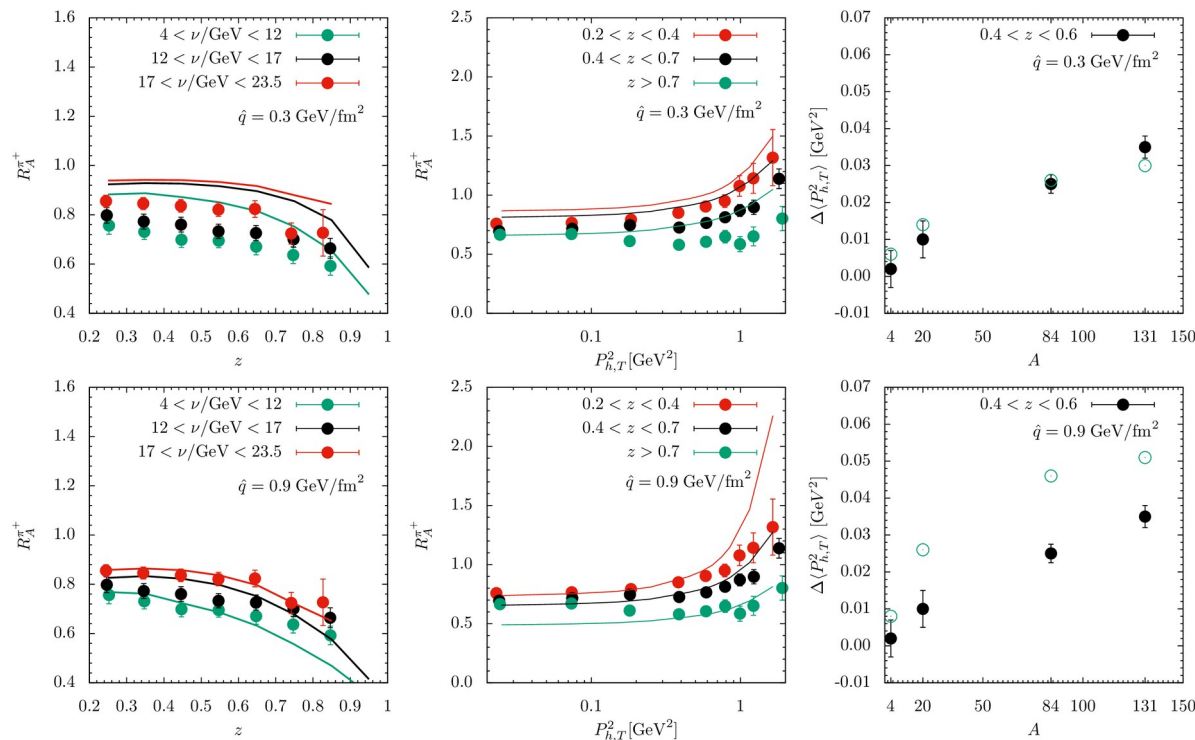 4 < ν/GeV < 12
12 < ν/GeV < 17
17 < ν/GeV < 23.5
q̂ = 0.3 GeV/fm²
R_A^{π⁺}
1.6
1.4
1.2
1.0
0.8
0.6
0.4
0.2 0.3 0.4 0.5 0.6 0.7 0.8 0.9 1
z
0.2 < z < 0.4
0.4 < z < 0.7
z > 0.7
q̂ = 0.3 GeV/fm²
R_A^{π⁺}
2.5
2.0
1.5
1.0
0.5
0.0
0.1 1
P²_{h,T}[GeV²]
0.4 < z < 0.6
q̂ = 0.3 GeV/fm²
Δ⟨P²_{h,T}⟩ [GeV²]
0.07
0.06
0.05
0.04
0.03
0.02
0.01
0.00
-0.01
4 20 50 84 100 131 150
A
4 < ν/GeV < 12
12 < ν/GeV < 17
17 < ν/GeV < 23.5
q̂ = 0.9 GeV/fm²
R_A^{π⁺}
1.6
1.4
1.2
1.0
0.8
0.6
0.4
0.2 0.3 0.4 0.5 0.6 0.7 0.8 0.9 1
z
0.2 < z < 0.4
0.4 < z < 0.7
z > 0.7
q̂ = 0.9 GeV/fm²
R_A^{π⁺}
2.5
2.0
1.5
1.0
0.5
0.0
0.1 1
P²_{h,T}[GeV²]
0.4 < z < 0.6
q̂ = 0.9 GeV/fm²
Δ⟨P²_{h,T}⟩ [GeV²]
0.07
0.06
0.05
0.04
0.03
0.02
0.01
0.00
-0.01
4 20 50 84 100 131 150
A